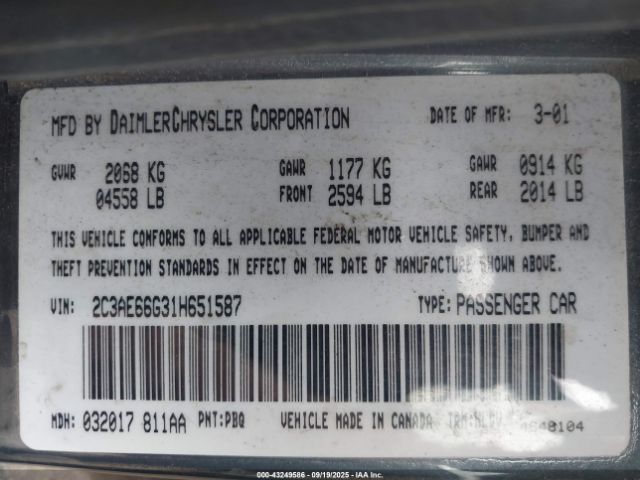 MFD BY DAIMLERCHRYSLER CORPORATION DATE OF MFR: 3-01
GVWR 2068 KG GAWR 1177 KG GAWR 0914 KG
04558 LB FRONT 2594 LB REAR 2014 LB
THIS VEHICLE CONFORMS TO ALL APPLICABLE FEDERAL MOTOR VEHICLE SAFETY, BUMPER AND
THEFT PREVENTION STANDARDS IN EFFECT ON THE DATE OF MANUFACTURE SHOWN ABOVE.
VIN: 2C3AE66G31H651587 TYPE: PASSENGER CAR
MDH: 032017 811AA PNT:PBQ VEHICLE MADE IN CANADA TRM:
000-43249586 - 09/19/2025 - IAAI, Inc.